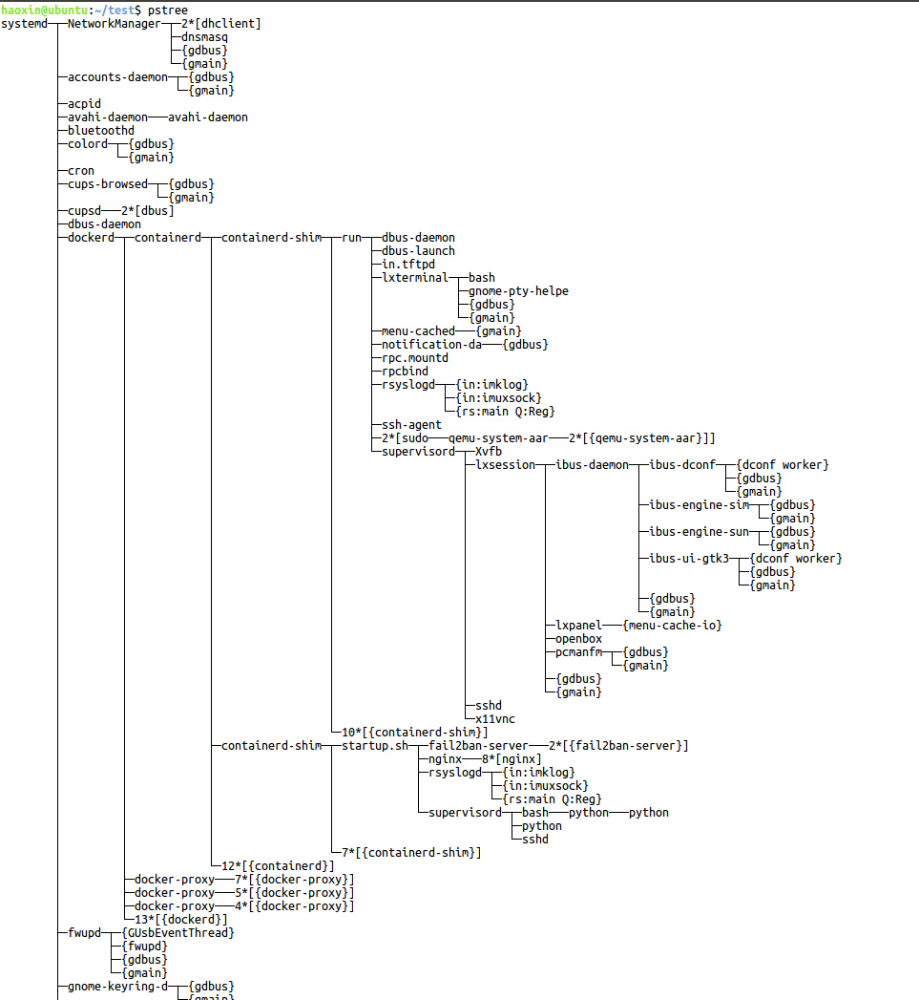 haoxin@ubuntu:~/test$ pstree
systemd─┬─NetworkManager─┬─2*[dhclient]
        │                ├─dnsmasq
        │                ├─{gdbus}
        │                └─{gmain}
        ├─accounts-daemon─┬─{gdbus}
        │                 └─{gmain}
        ├─acpid
        ├─avahi-daemon───avahi-daemon
        ├─bluetoothd
        ├─colord─┬─{gdbus}
        │        └─{gmain}
        ├─cron
        ├─cups-browsed─┬─{gdbus}
        │              └─{gmain}
        ├─cupsd───2*[dbus]
        ├─dbus-daemon
        ├─dockerd─┬─containerd─┬─containerd-shim─┬─run─┬─dbus-daemon
        │         │            │                 │     ├─dbus-launch
        │         │            │                 │     ├─in.tftpd
        │         │            │                 │     ├─lxterminal─┬─bash
        │         │            │                 │     │            ├─gnome-pty-helpe
        │         │            │                 │     │            ├─{gdbus}
        │         │            │                 │     │            └─{gmain}
        │         │            │                 │     ├─menu-cached───{gmain}
        │         │            │                 │     ├─notification-da───{gdbus}
        │         │            │                 │     ├─rpc.mountd
        │         │            │                 │     ├─rpcbind
        │         │            │                 │     ├─rsyslogd─┬─{in:imklog}
        │         │            │                 │     │          ├─{in:imuxsock}
        │         │            │                 │     │          └─{rs:main Q:Reg}
        │         │            │                 │     ├─ssh-agent
        │         │            │                 │     ├─2*[sudo───qemu-system-aar───2*[{qemu-system-aar}]]
        │         │            │                 │     └─supervisord─┬─Xvfb
        │         │            │                 │                   ├─lxsession─┬─ibus-daemon─┬─ibus-dconf─┬─{dconf worker}
        │         │            │                 │                   │           │             │            ├─{gdbus}
        │         │            │                 │                   │           │             │            └─{gmain}
        │         │            │                 │                   │           │             ├─ibus-engine-sim─┬─{gdbus}
        │         │            │                 │                   │           │             │                 └─{gmain}
        │         │            │                 │                   │           │             ├─ibus-engine-sun─┬─{gdbus}
        │         │            │                 │                   │           │             │                 └─{gmain}
        │         │            │                 │                   │           │             ├─ibus-ui-gtk3─┬─{dconf worker}
        │         │            │                 │                   │           │             │              ├─{gdbus}
        │         │            │                 │                   │           │             │              └─{gmain}
        │         │            │                 │                   │           │             ├─{gdbus}
        │         │            │                 │                   │           │             └─{gmain}
        │         │            │                 │                   │           ├─lxpanel───{menu-cache-io}
        │         │            │                 │                   │           ├─openbox
        │         │            │                 │                   │           ├─pcmanfm─┬─{gdbus}
        │         │            │                 │                   │           │         └─{gmain}
        │         │            │                 │                   │           ├─{gdbus}
        │         │            │                 │                   │           └─{gmain}
        │         │            │                 │                   ├─sshd
        │         │            │                 │                   └─x11vnc
        │         │            │                 └─10*[{containerd-shim}]
        │         │            ├─containerd-shim─┬─startup.sh─┬─fail2ban-server───2*[{fail2ban-server}]
        │         │            │                 │            ├─nginx───8*[nginx]
        │         │            │                 │            ├─rsyslogd─┬─{in:imklog}
        │         │            │                 │            │          ├─{in:imuxsock}
        │         │            │                 │            │          └─{rs:main Q:Reg}
        │         │            │                 │            └─supervisord─┬─bash───python───python
        │         │            │                 │                          ├─python
        │         │            │                 │                          └─sshd
        │         │            │                 └─7*[{containerd-shim}]
        │         │            └─12*[{containerd}]
        │         ├─docker-proxy───7*[{docker-proxy}]
        │         ├─docker-proxy───5*[{docker-proxy}]
        │         ├─docker-proxy───4*[{docker-proxy}]
        │         └─13*[{dockerd}]
        ├─fwupd─┬─{GUsbEventThread}
        │       ├─{fwupd}
        │       ├─{gdbus}
        │       └─{gmain}
        ├─gnome-keyring-d─┬─{gdbus}
        │                 ├─{gmain}